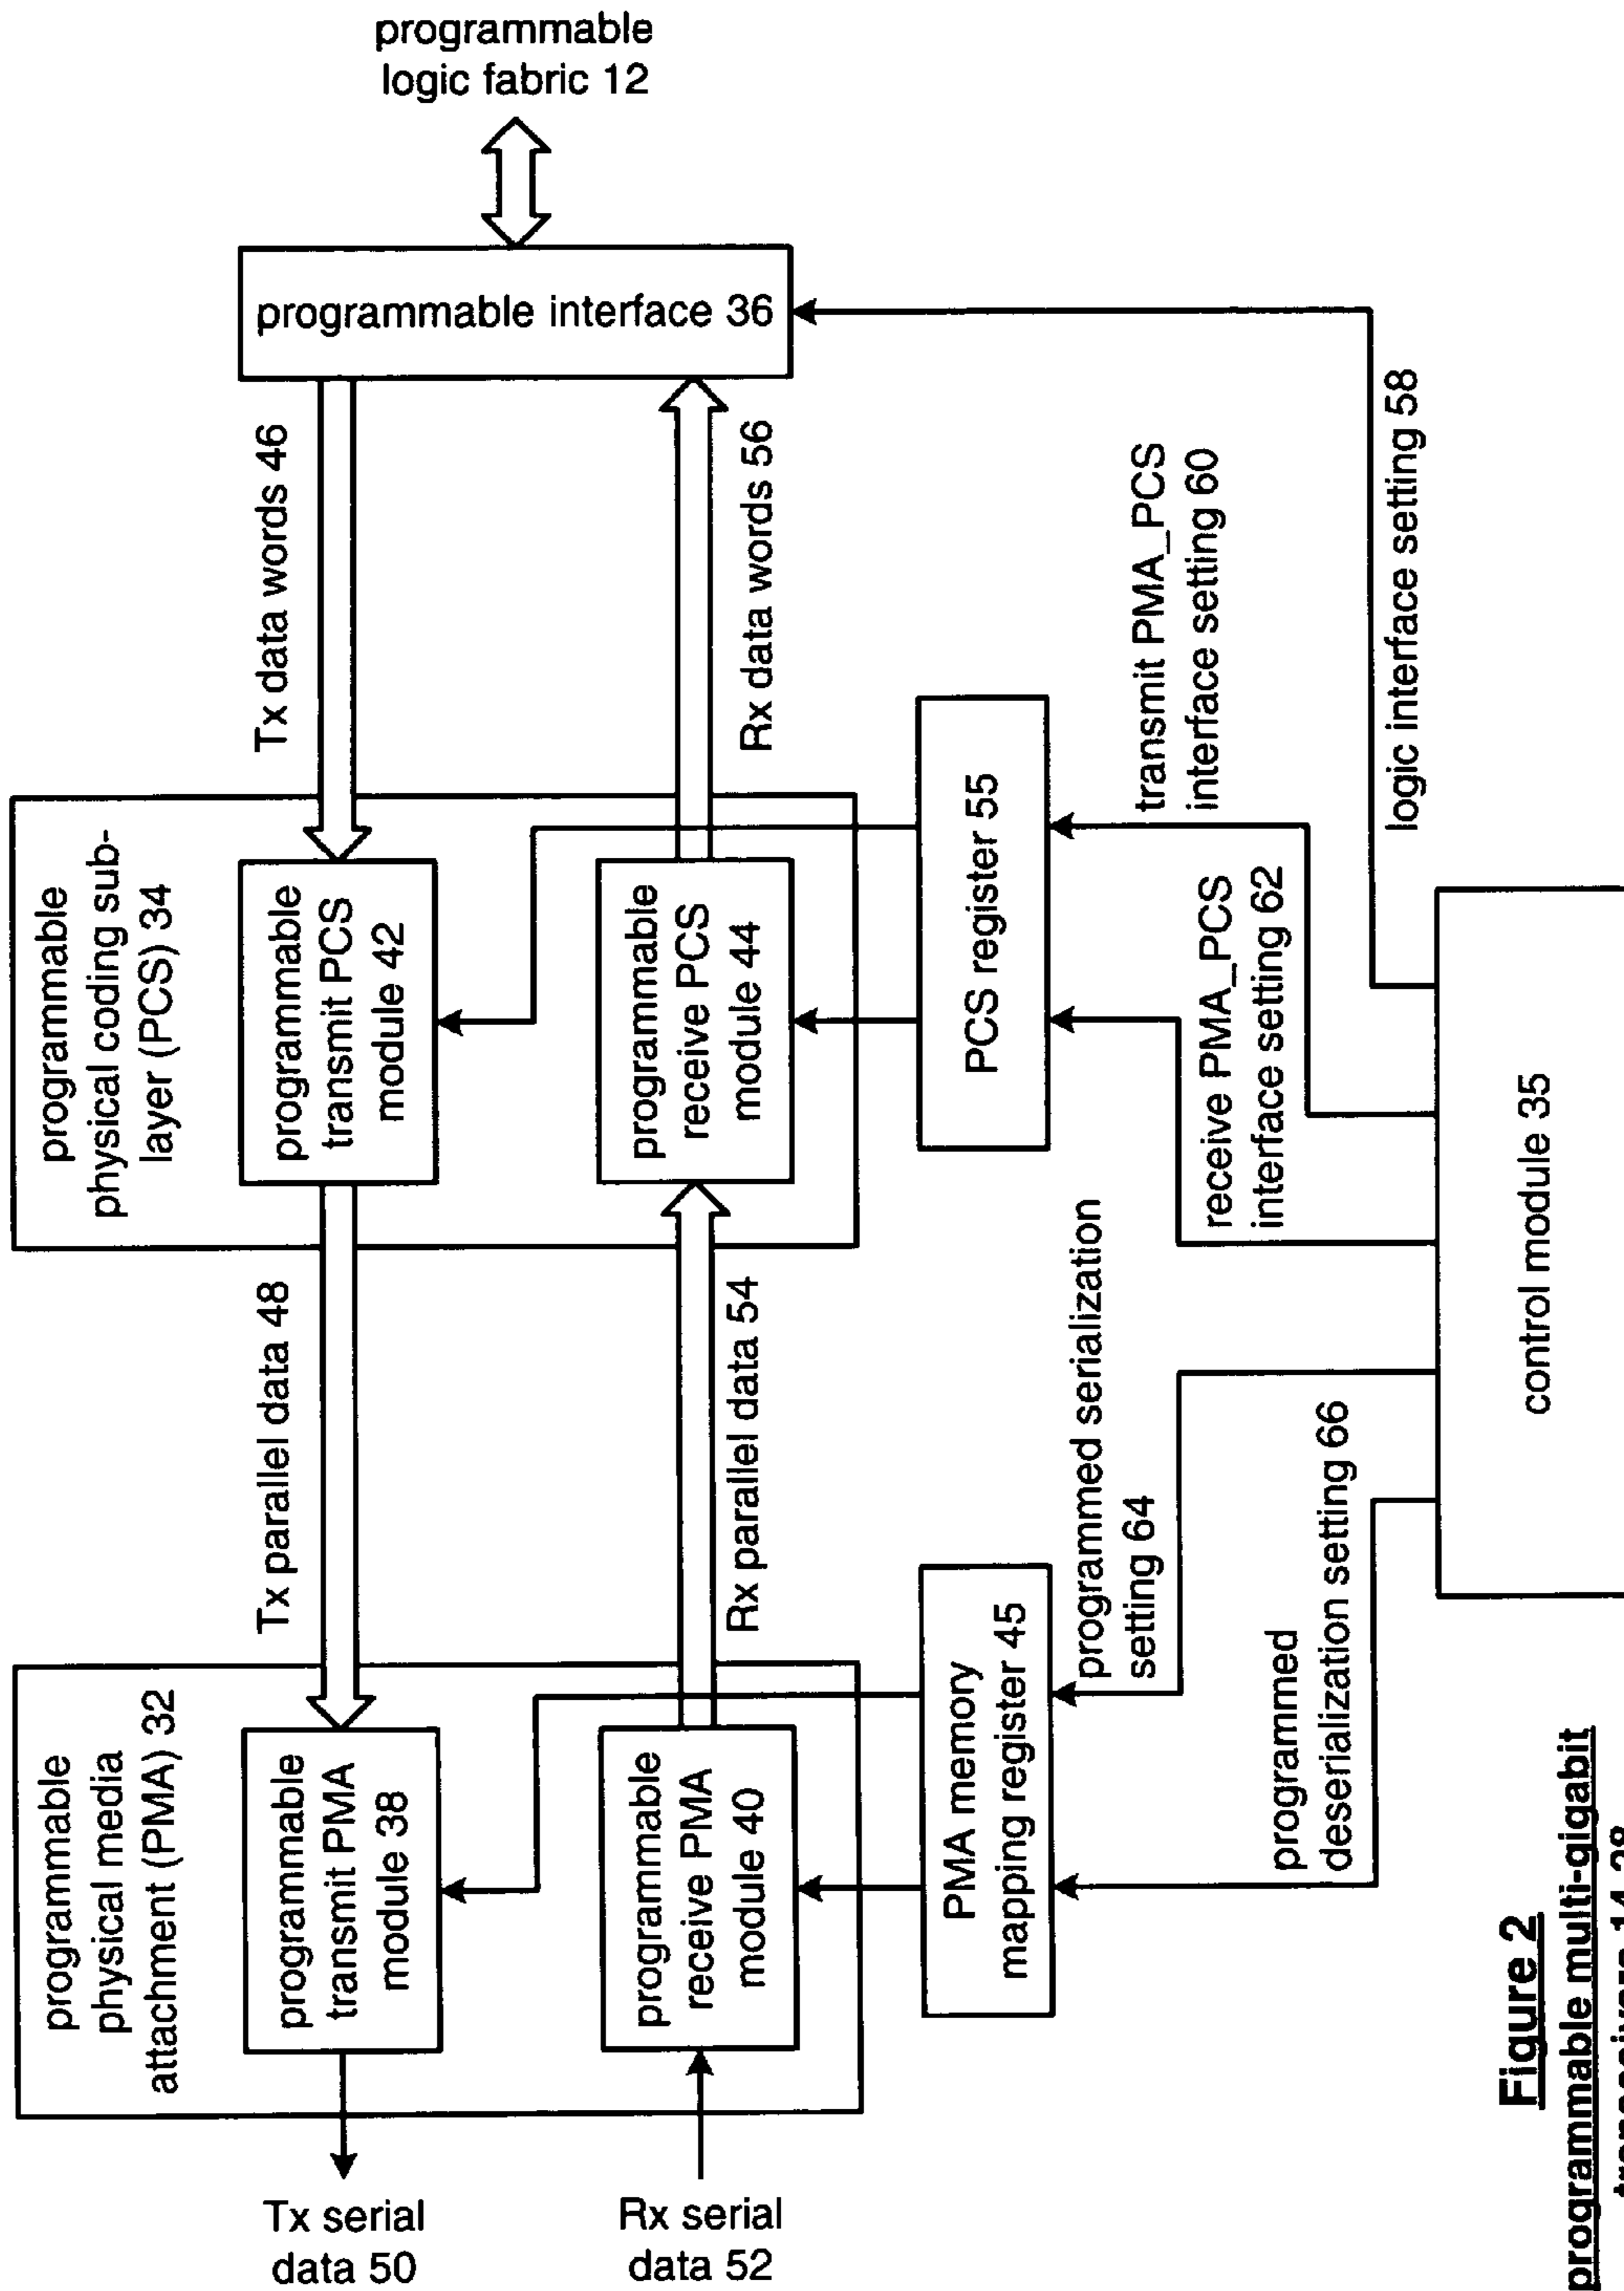 programmable
logic fabric 12
programmable interface 36
Tx data words 46
Rx data words 56
programmable
physical coding sub-
layer (PCS) 34
programmable
transmit PCS
module 42
programmable
receive PCS
module 44
PCS register 55
transmit PMA_PCS
interface setting 60
receive PMA_PCS
interface setting 62
logic interface setting 58
Tx parallel data 48
Rx parallel data 54
programmable
physical media
attachment (PMA) 32
programmable
transmit PMA
module 38
programmable
receive PMA
module 40
PMA memory
mapping register 45
programmed serialization
setting 64
programmed
deserialization setting 66
control module 35
Tx serial
data 50
Rx serial
data 52
Figure 2
programmable multi-gigabit
transceivers 14-28